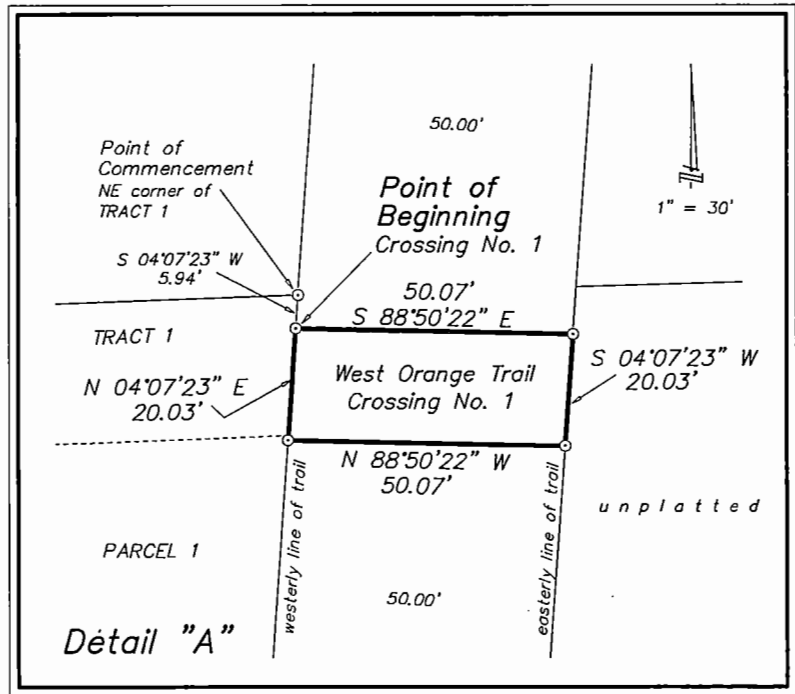 50.00'
Point of
Commencement
NE corner of
TRACT 1
Point of
Beginning
Crossing No. 1
N
1" = 30'
S 04°07'23" W
5.94'
50.07'
S 88°50'22" E
TRACT 1
N 04°07'23" E
20.03'
West Orange Trail
Crossing No. 1
S 04°07'23" W
20.03'
N 88°50'22" W
50.07'
westerly line of trail
easterly line of trail
unplatted
PARCEL 1
50.00'
Detail "A"